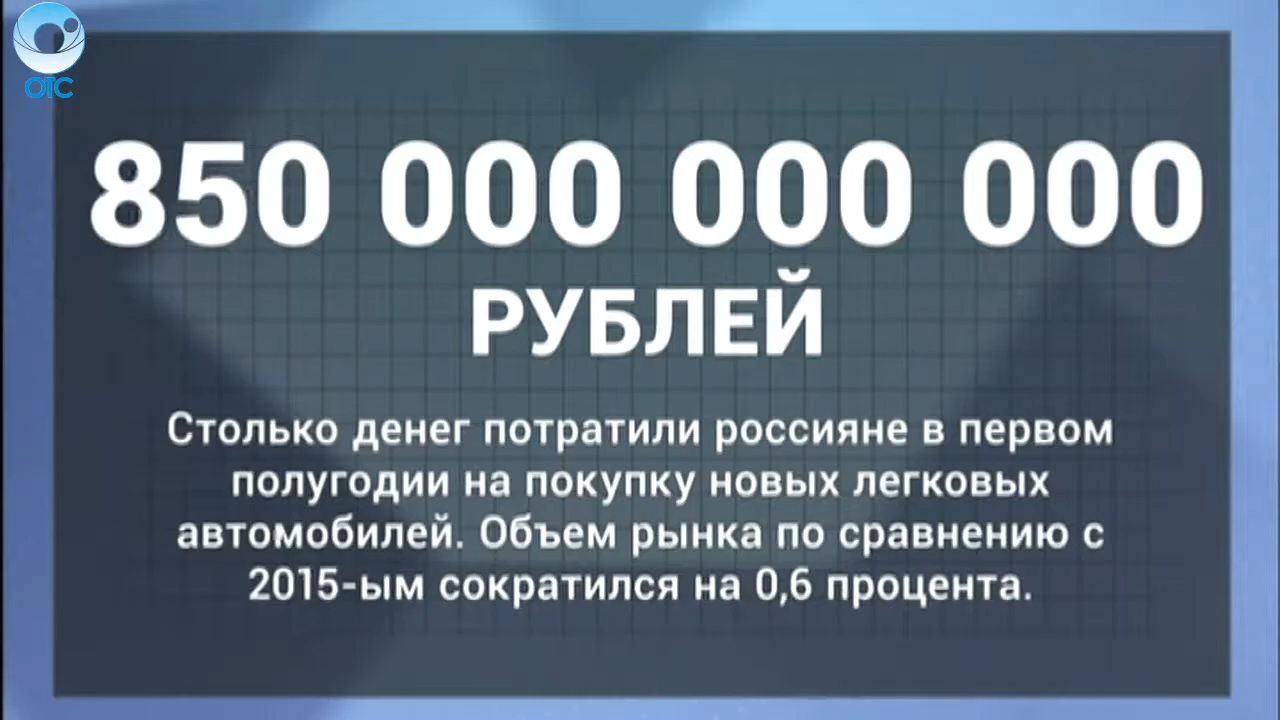 ОТС
850 000 000 000
РУБЛЕЙ
Столько денег потратили россияне в первом
полугодии на покупку новых легковых
автомобилей. Объем рынка по сравнению с
2015-ым сократился на 0,6 процента.